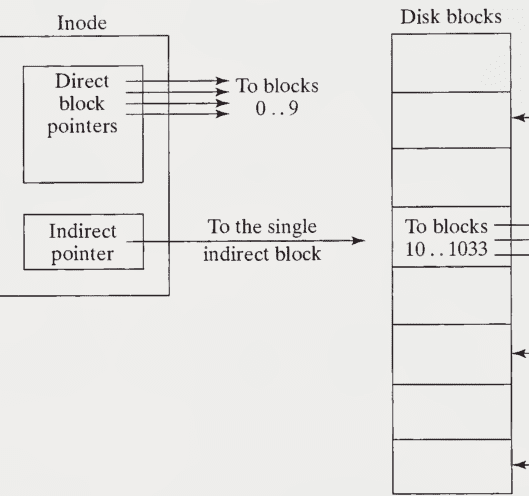 Inode
Direct
block
pointers
To blocks
0 . . 9
Indirect
pointer
To the single
indirect block
Disk blocks
To blocks
10 . . 1033